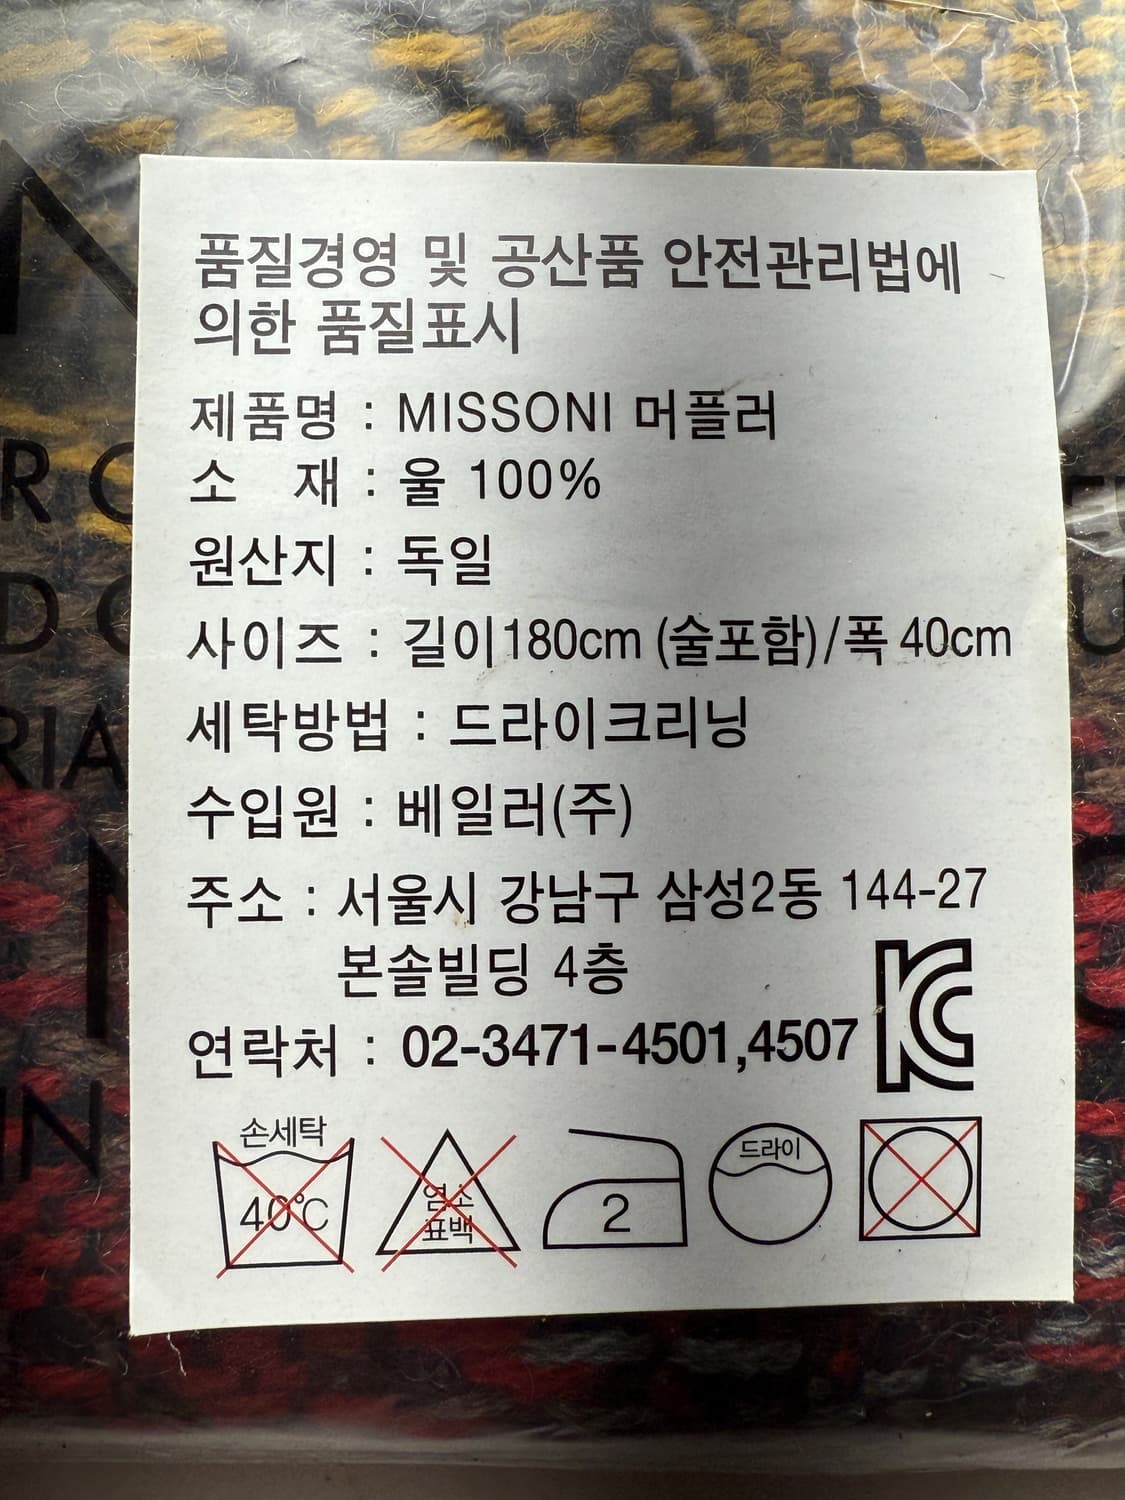 품질경영 및 공산품 안전관리법에
의한 품질표시
제품명 : MISSONI 머플러
소 재 : 울 100%
원산지 : 독일
사이즈 : 길이180cm (술포함)/폭 40cm
세탁방법 : 드라이크리닝
수입원 : 베일러(주)
주소 : 서울시 강남구 삼성2동 144-27
본솔빌딩 4층
연락처 : 02-3471-4501,4507
손세탁
40℃
염소
표백
2
드라이